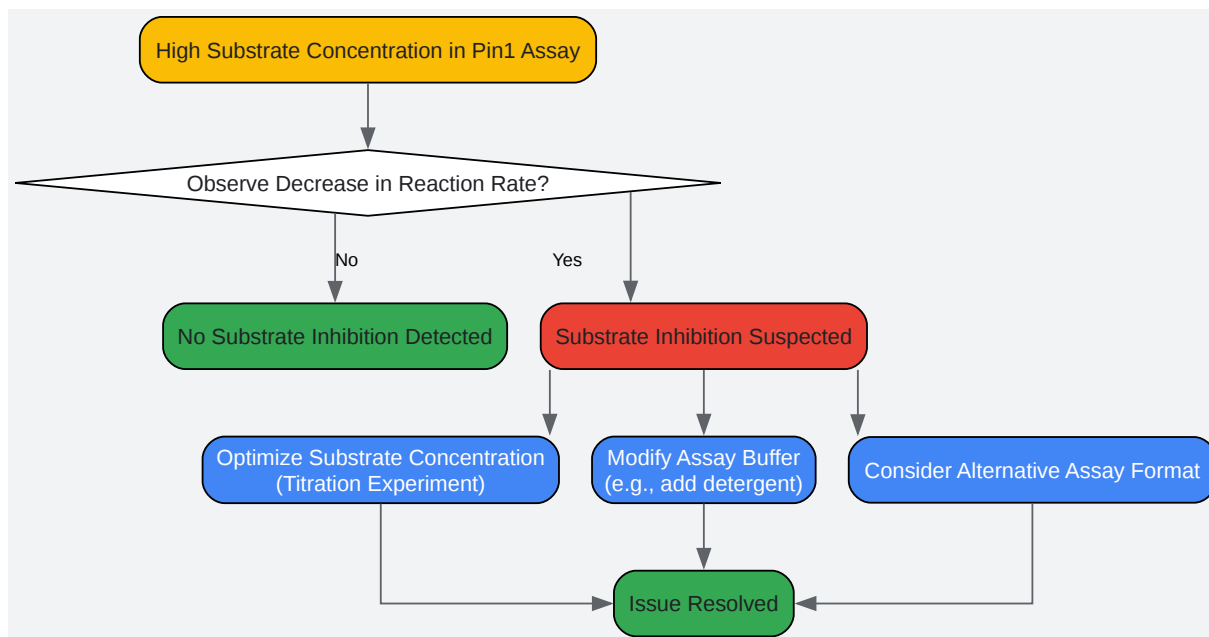 High Substrate Concentration in Pin1 Assay
Observe Decrease in Reaction Rate?
No
Yes
No Substrate Inhibition Detected
Substrate Inhibition Suspected
Optimize Substrate Concentration
(Titration Experiment)
Modify Assay Buffer
(e.g., add detergent)
Consider Alternative Assay Format
Issue Resolved